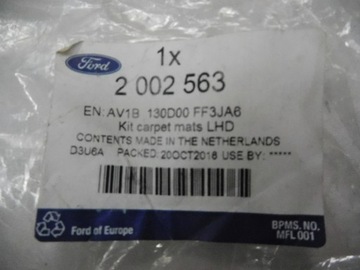 Ford
1x
2 002 563
EN: AV1B 130D00 FF3JA6
Kit carpet mats LHD
CONTENTS MADE IN THE NETHERLANDS
D3U6A PACKED: 20OCT2016 USE BY: *****
Ford of Europe
BPMS. NO.
MFL 001